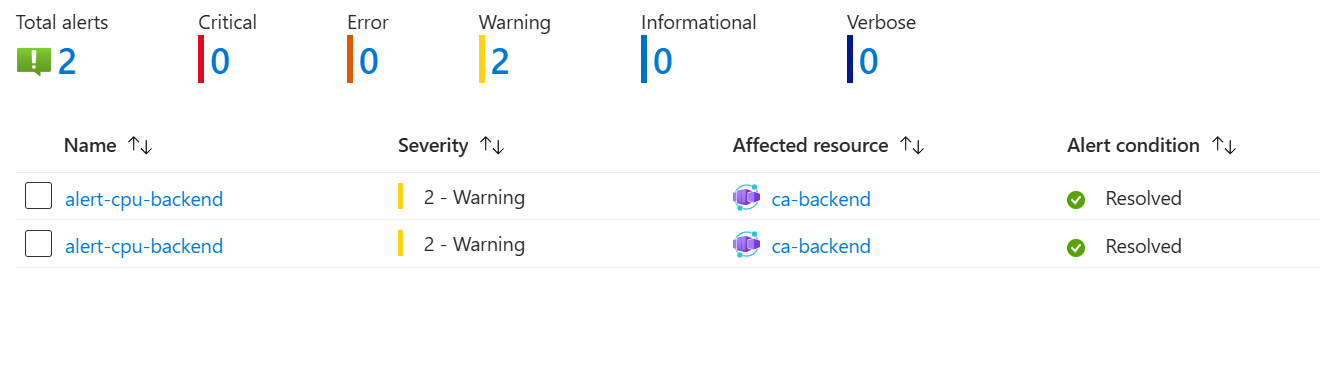 Total alerts Critical Error Warning Informational Verbose
2 0 0 2 0 0
Name Severity Affected resource Alert condition
alert-cpu-backend 2 - Warning ca-backend Resolved
alert-cpu-backend 2 - Warning ca-backend Resolved